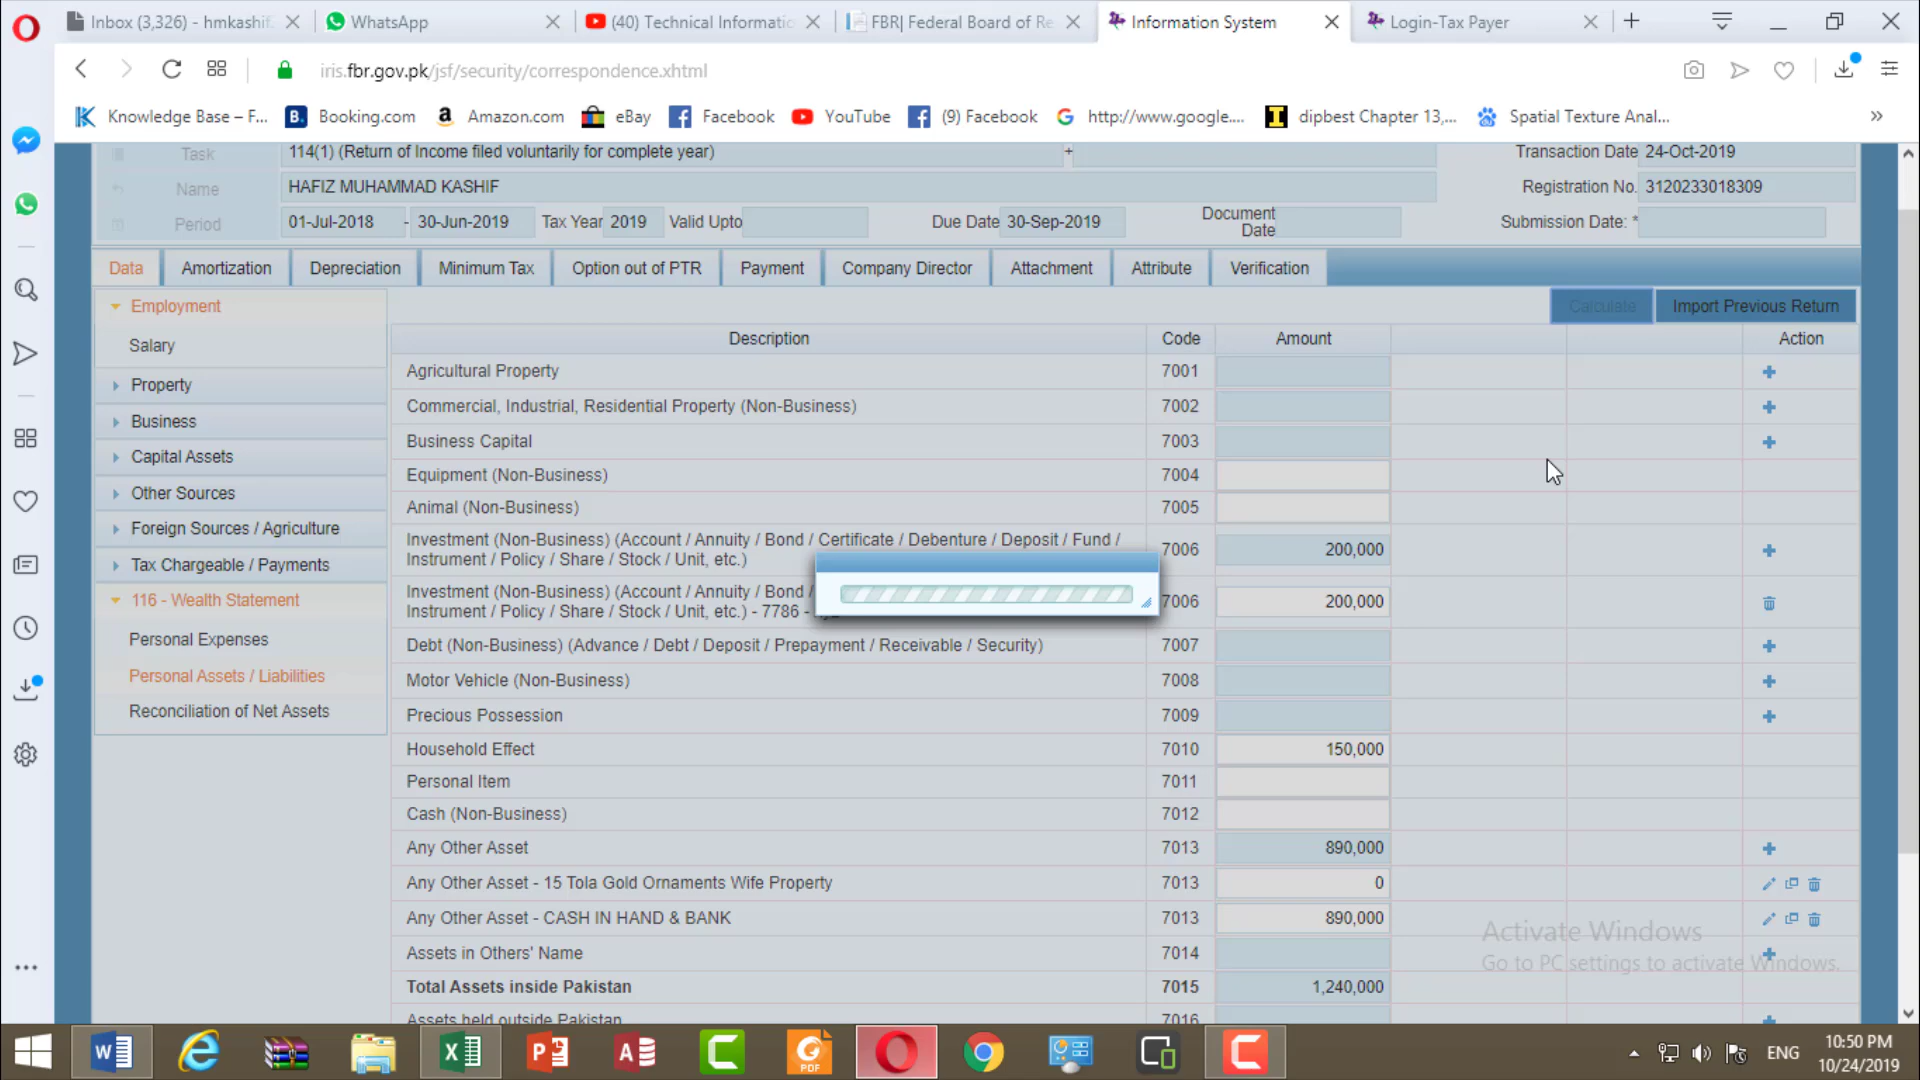 Inbox (3,326) - hmkashif.
WhatsApp
(40) Technical Informatio
FBR| Federal Board of Re
Information System
Login-Tax Payer
iris.fbr.gov.pk/jsf/security/correspondence.xhtml
Knowledge Base – F...
Booking.com
Amazon.com
eBay
Facebook
YouTube
(9) Facebook
http://www.google....
dipbest Chapter 13,...
Spatial Texture Anal...
»
Task
114(1) (Return of Income filed voluntarily for complete year)
+
Transaction Date 24-Oct-2019
Name
HAFIZ MUHAMMAD KASHIF
Registration No. 3120233018309
Period
01-Jul-2018 - 30-Jun-2019
Tax Year 2019
Valid Upto
Due Date 30-Sep-2019
Document Date
Submission Date: *
Data
Amortization
Depreciation
Minimum Tax
Option out of PTR
Payment
Company Director
Attachment
Attribute
Verification
Employment
Salary
Property
Business
Capital Assets
Other Sources
Foreign Sources / Agriculture
Tax Chargeable / Payments
116 - Wealth Statement
Personal Expenses
Personal Assets / Liabilities
Reconciliation of Net Assets
Calculate
Import Previous Return
Description Code Amount Action
Agricultural Property 7001
Commercial, Industrial, Residential Property (Non-Business) 7002
Business Capital 7003
Equipment (Non-Business) 7004
Animal (Non-Business) 7005
Investment (Non-Business) (Account / Annuity / Bond / Certificate / Debenture / Deposit / Fund /
Instrument / Policy / Share / Stock / Unit, etc.) 7006 200,000
Investment (Non-Business) (Account / Annuity / Bond /
Instrument / Policy / Share / Stock / Unit, etc.) - 7786 - 7006 200,000
Debt (Non-Business) (Advance / Debt / Deposit / Prepayment / Receivable / Security) 7007
Motor Vehicle (Non-Business) 7008
Precious Possession 7009
Household Effect 7010 150,000
Personal Item 7011
Cash (Non-Business) 7012
Any Other Asset 7013 890,000
Any Other Asset - 15 Tola Gold Ornaments Wife Property 7013 0
Any Other Asset - CASH IN HAND & BANK 7013 890,000
Assets in Others' Name 7014
Total Assets inside Pakistan 7015 1,240,000
Assets held outside Pakistan 7016
Activate Windows
Go to PC settings to activate Windows.
PDF
ENG
10:50 PM
10/24/2019